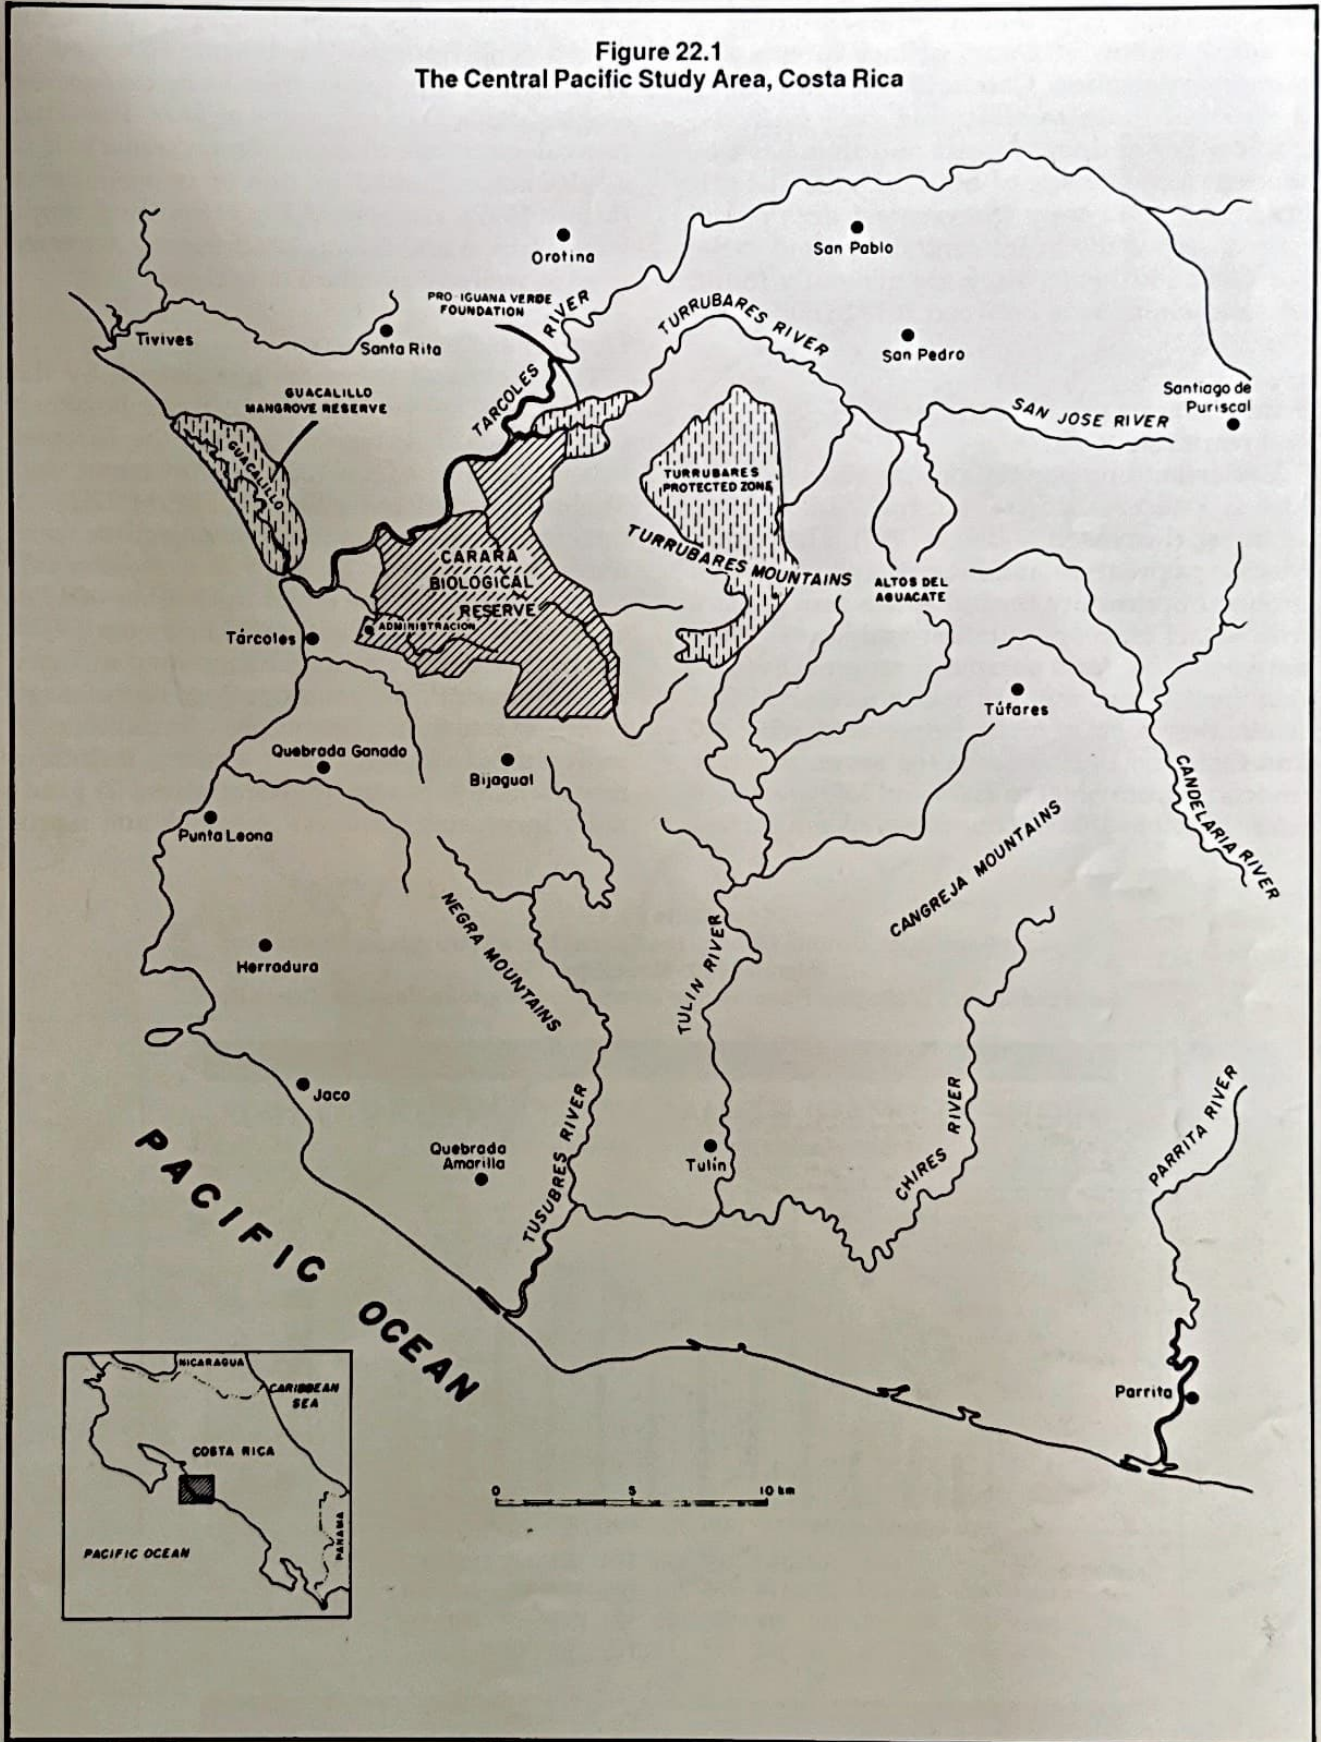 Figure 22.1
The Central Pacific Study Area, Costa Rica
Orotina
San Pablo
PRO-IGUANA VERDE
FOUNDATION
TARCOLES RIVER
TURRUBARES RIVER
Tivives
Santa Rita
San Pedro
GUACALILLO
MANGROVE RESERVE
Santiago de
Puriscal
SAN JOSE RIVER
GUACALILLO
TURRUBARES
PROTECTED ZONE
TURRUBARES MOUNTAINS
CARARA
BIOLOGICAL
RESERVE
ALTOS DEL
AGUACATE
ADMINISTRACION
Tárcoles
Túfares
Quebrada Ganado
Bijagual
CANDELARIA RIVER
Punta Leona
CANGREJA MOUNTAINS
NEGRA MOUNTAINS
Herradura
TULIN RIVER
Jaco
PARRITA RIVER
CHIRES RIVER
TUSUBRES RIVER
Quebrada
Amarilla
Tulín
PACIFIC OCEAN
Parrita
NICARAGUA
CARIBBEAN
SEA
COSTA RICA
PANAMA
PACIFIC OCEAN
0 5 10 km